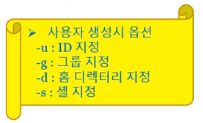 ➢ 사용자 생성시 옵션
-u : ID 지정
-g : 그룹 지정
-d : 홈 디렉터리 지정
-s : 셸 지정